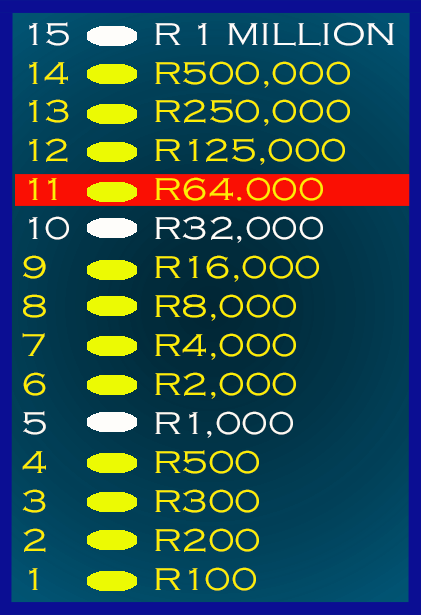 15 R 1 MILLION
14 R500,000
13 R250,000
12 R125,000
11 R64.000
10 R32,000
9 R16,000
8 R8,000
7 R4,000
6 R2,000
5 R1,000
4 R500
3 R300
2 R200
1 R100